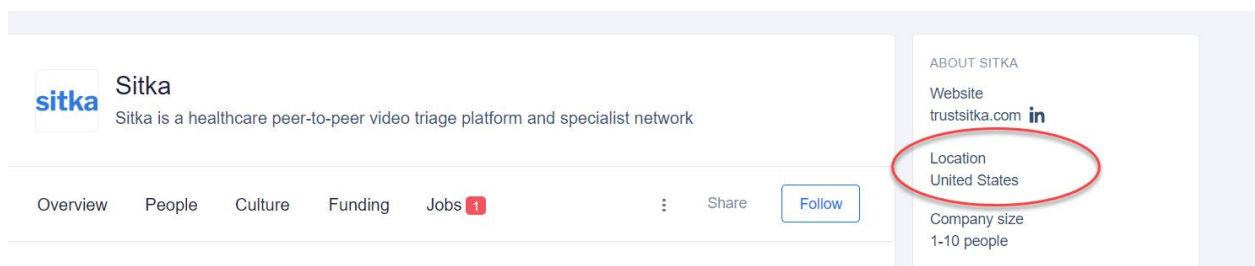 sitka
Sitka
Sitka is a healthcare peer-to-peer video triage platform and specialist network
Overview People Culture Funding Jobs 1 Share Follow
ABOUT SITKA
Website
trustsitka.com in
Location
United States
Company size
1-10 people